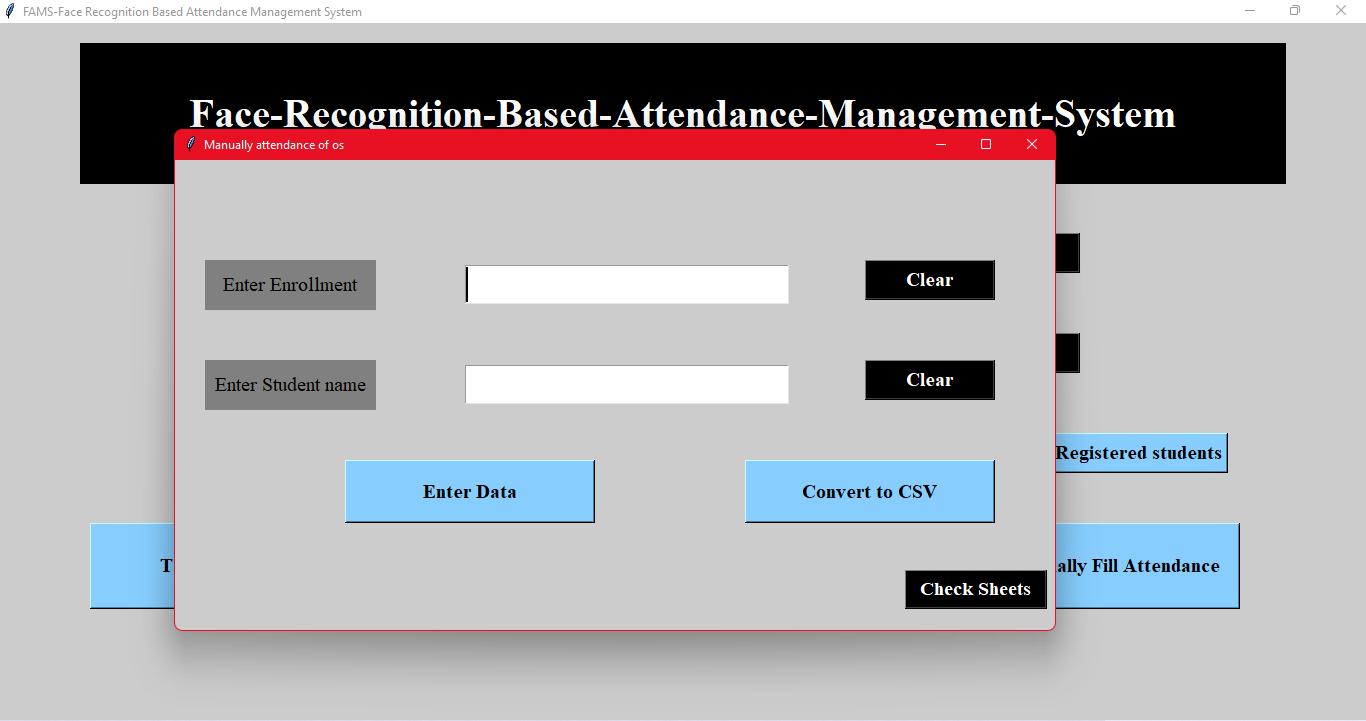 FAMS-Face Recognition Based Attendance Management System
Face-Recognition-Based-Attendance-Management-System
Manually attendance of os
Enter Enrollment
Clear
Enter Student name
Clear
Registered students
Enter Data
Convert to CSV
T
ally Fill Attendance
Check Sheets